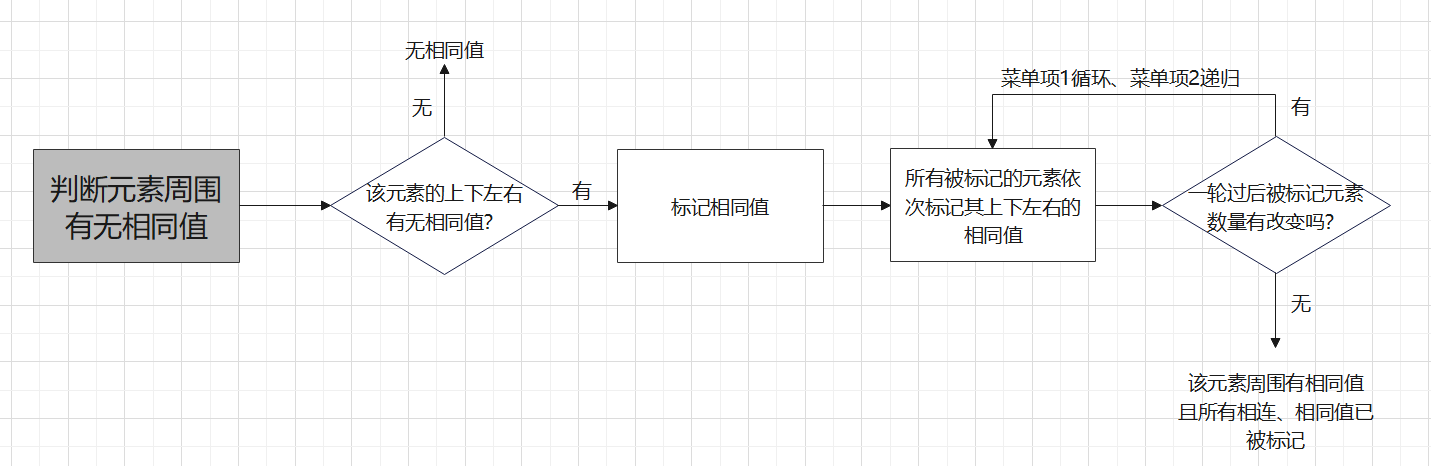 判断元素周围
有无相同值
无相同值
无
该元素的上下左右
有无相同值？
有
标记相同值
所有被标记的元素依
次标记其上下左右的
相同值
菜单项1循环、菜单项2递归
有
一轮过后被标记元素
数量有改变吗？
无
该元素周围有相同值
且所有相连、相同值已
被标记